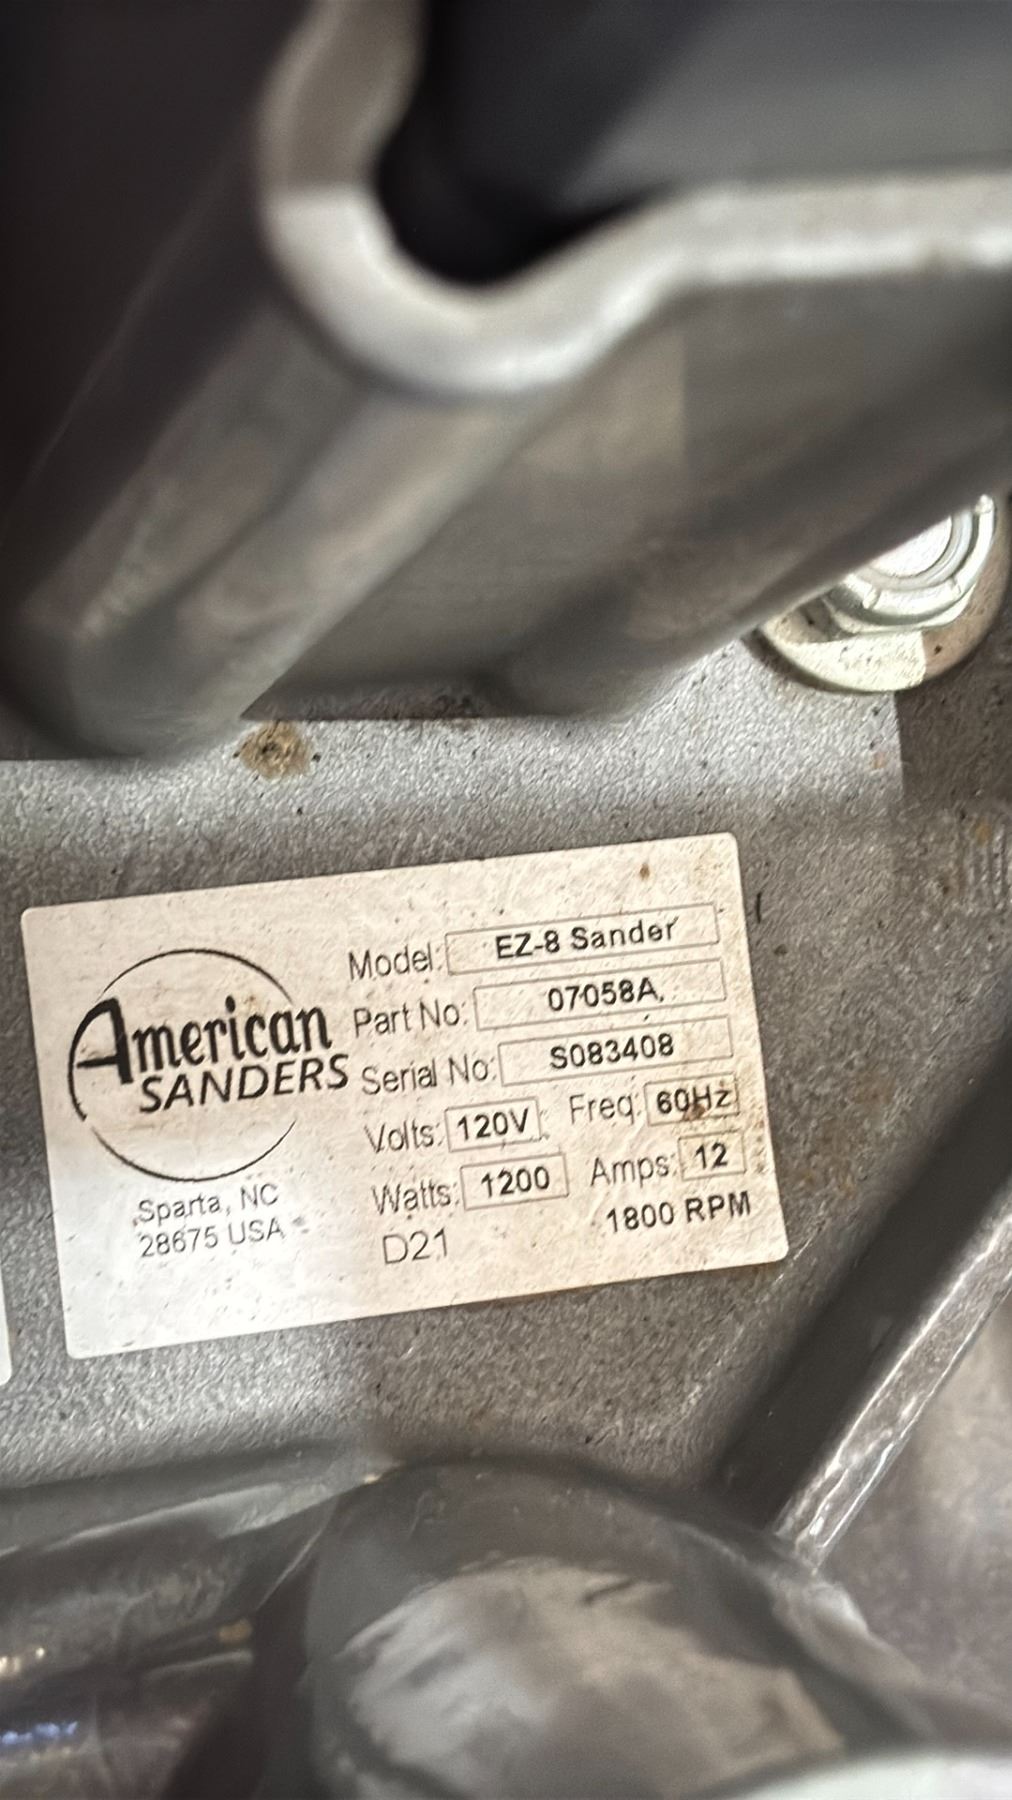 American
SANDERS
Sparta, NC
28675 USA
Model: EZ-8 Sander
Part No: 07058A
Serial No: S083408
Volts: 120V Freq: 60Hz
Watts: 1200 Amps: 12
D21 1800 RPM